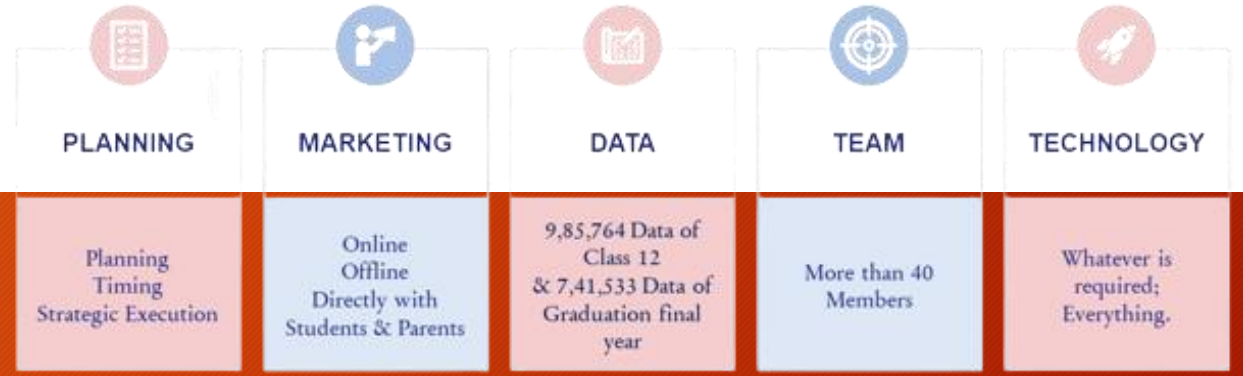 PLANNING
MARKETING
DATA
TEAM
TECHNOLOGY
Planning
Timing
Strategic Execution
Online
Offline
Directly with
Students & Parents
9,85,764 Data of
Class 12
& 7,41,533 Data of
Graduation final
year
More than 40
Members
Whatever is
required;
Everything.